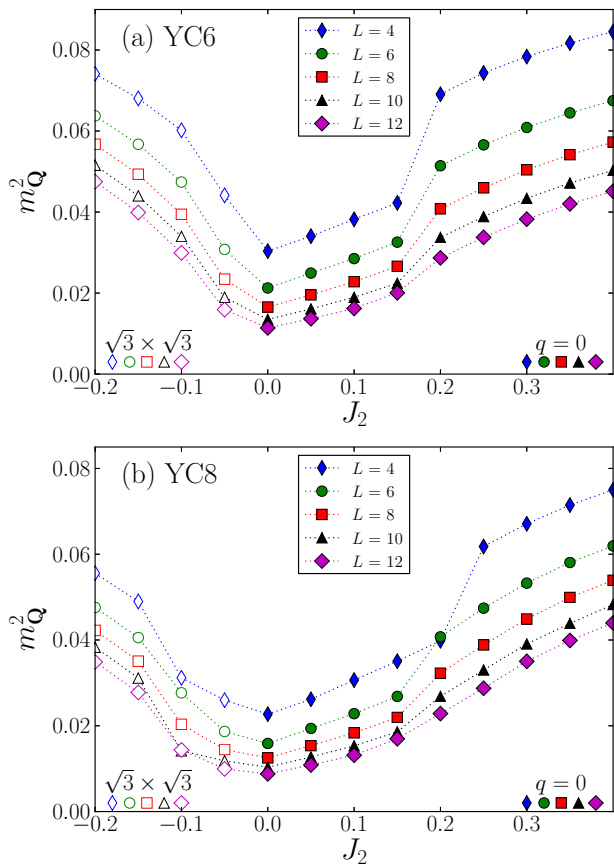 (a) YC6
L = 4
L = 6
L = 8
L = 10
L = 12
0.08
0.06
0.04
0.02
0.00
m²_Q
√3 × √3
q = 0
−0.2 −0.1 0.0 0.1 0.2 0.3
J₂
(b) YC8
L = 4
L = 6
L = 8
L = 10
L = 12
0.08
0.06
0.04
0.02
0.00
m²_Q
√3 × √3
q = 0
−0.2 −0.1 0.0 0.1 0.2 0.3
J₂